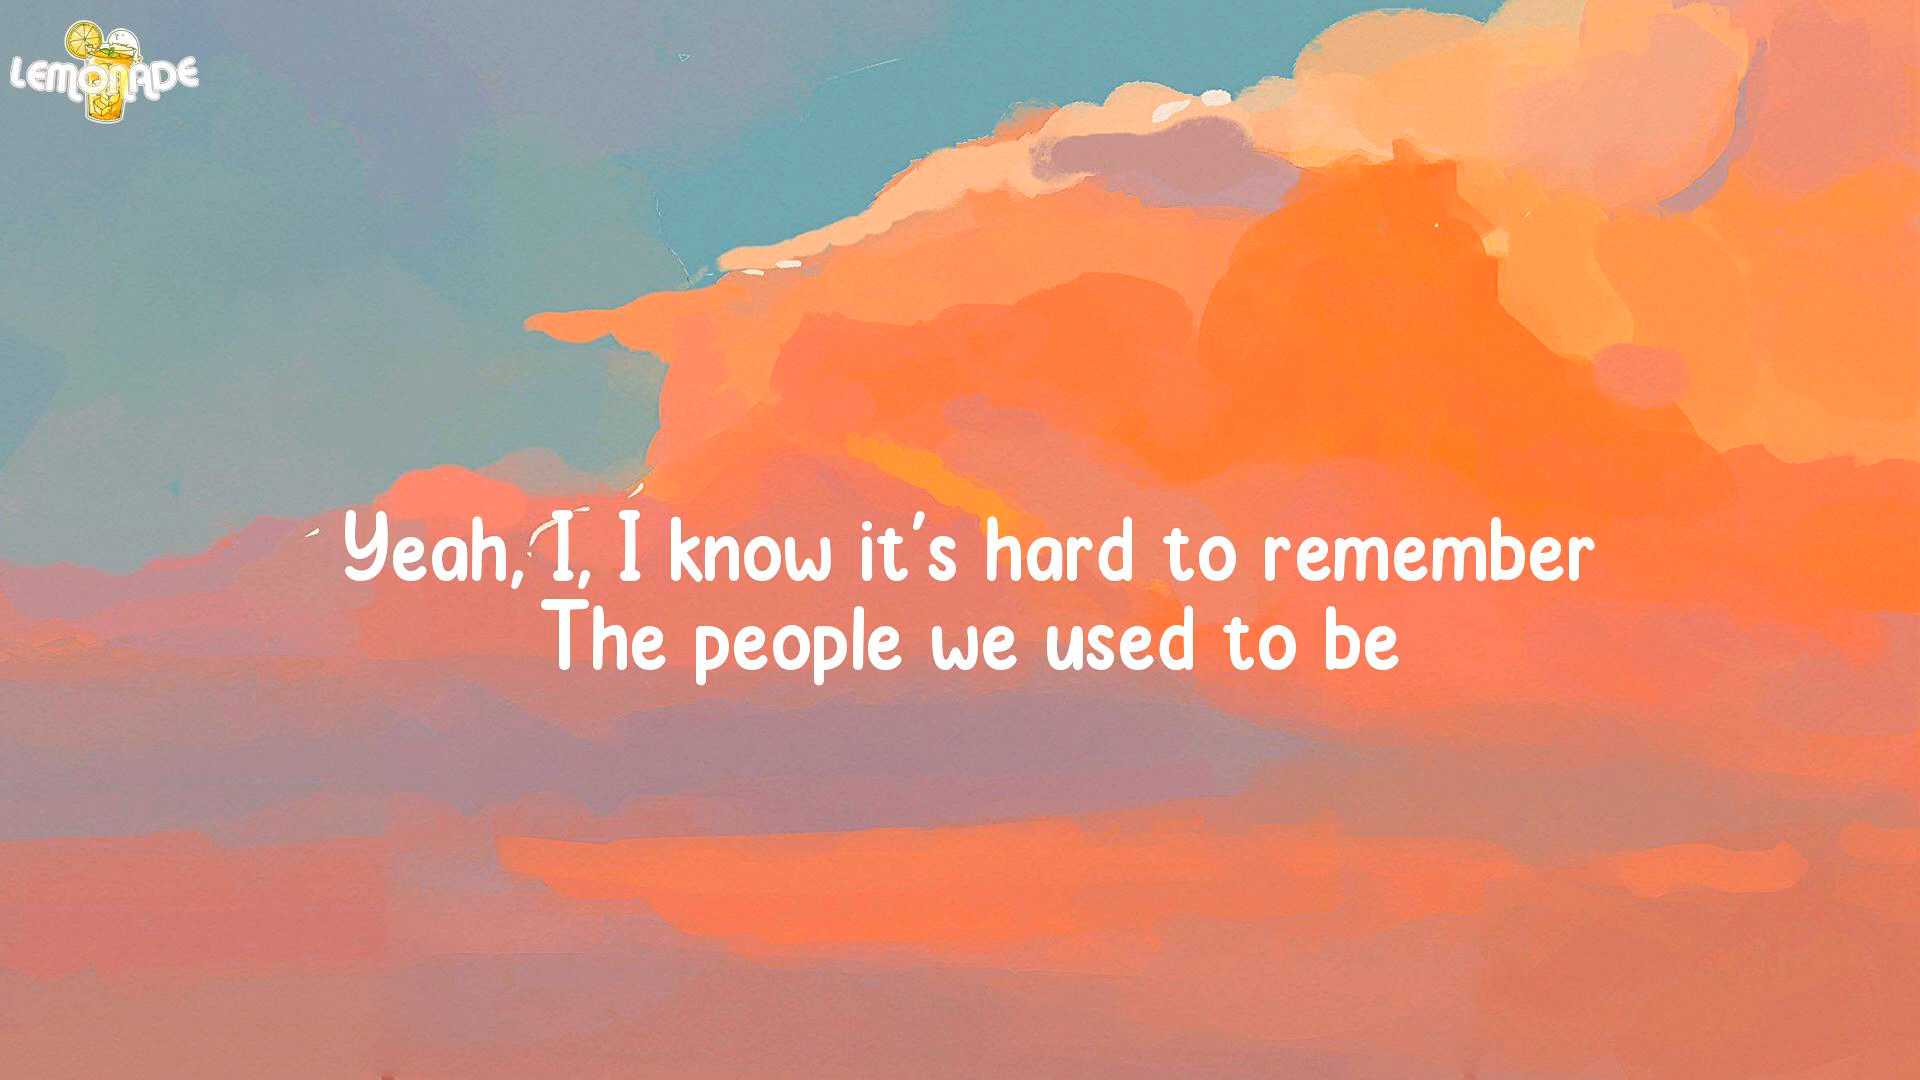 LEMONADE
Yeah, I, I know it's hard to remember
The people we used to be